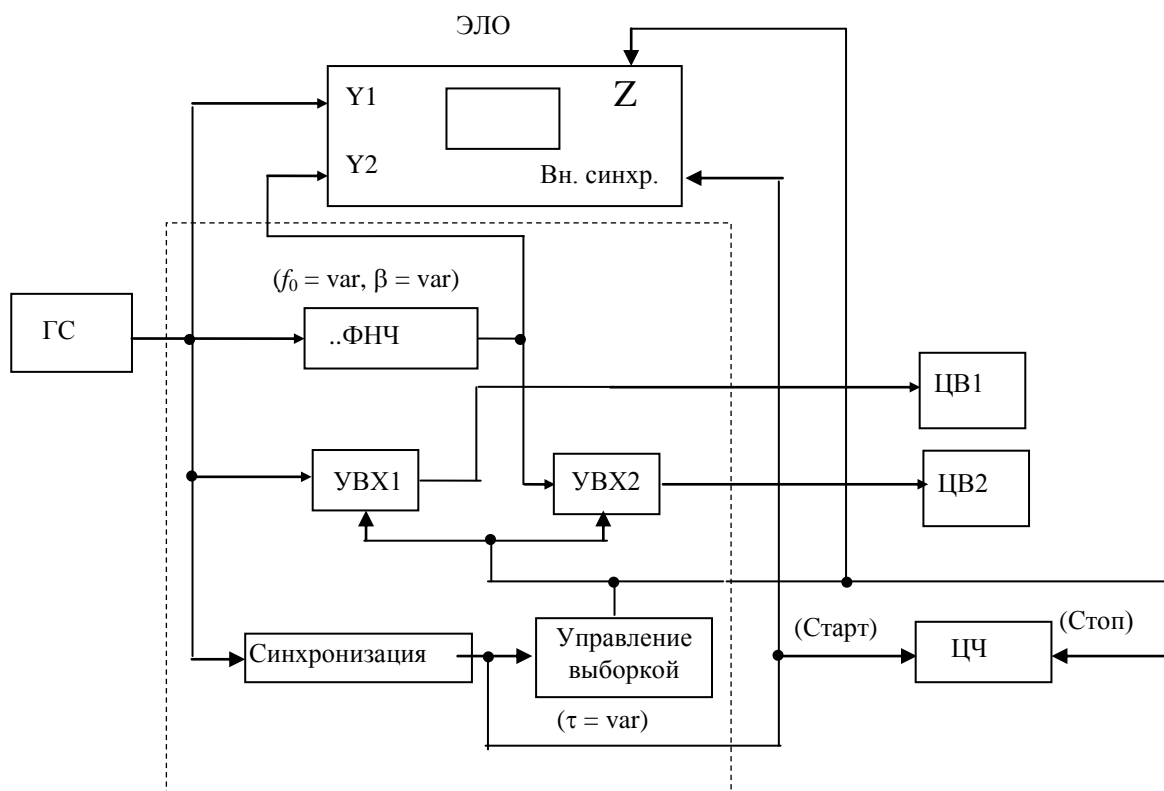 ЭЛО
Y1
Z
Y2
Вн. синхр.
(f₀ = var, β = var)
ГС
..ФНЧ
ЦВ1
УВХ1
УВХ2
ЦВ2
Синхронизация
Управление
выборкой
(Старт)
(Стоп)
ЦЧ
(τ = var)